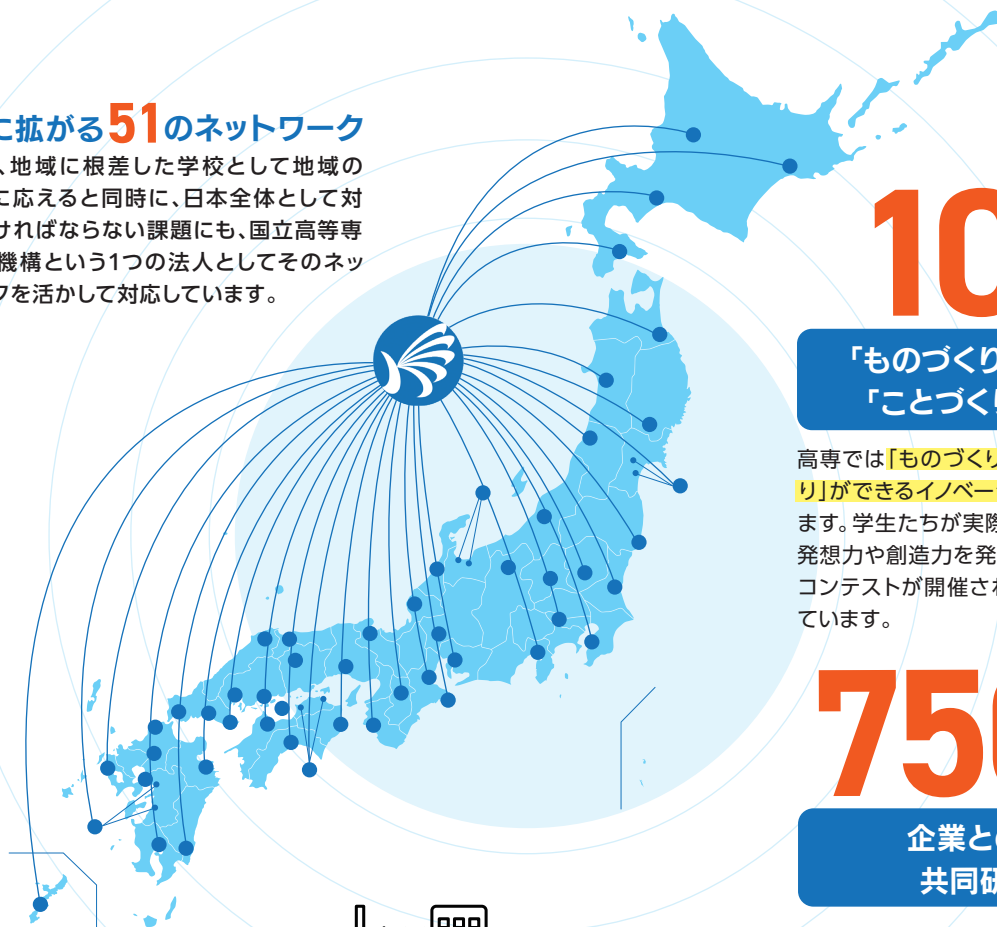 に拡がる51のネットワーク
、地域に根差した学校として地域の
に応えると同時に、日本全体として対
ければならない課題にも、国立高等専
機構という1つの法人としてそのネッ
クを活かして対応しています。
10
「ものづくり
「ことづくり
高専では「ものづくり
り」ができるイノベー
ます。学生たちが実際
発想力や創造力を発
コンテストが開催され
ています。
750
企業との
共同研